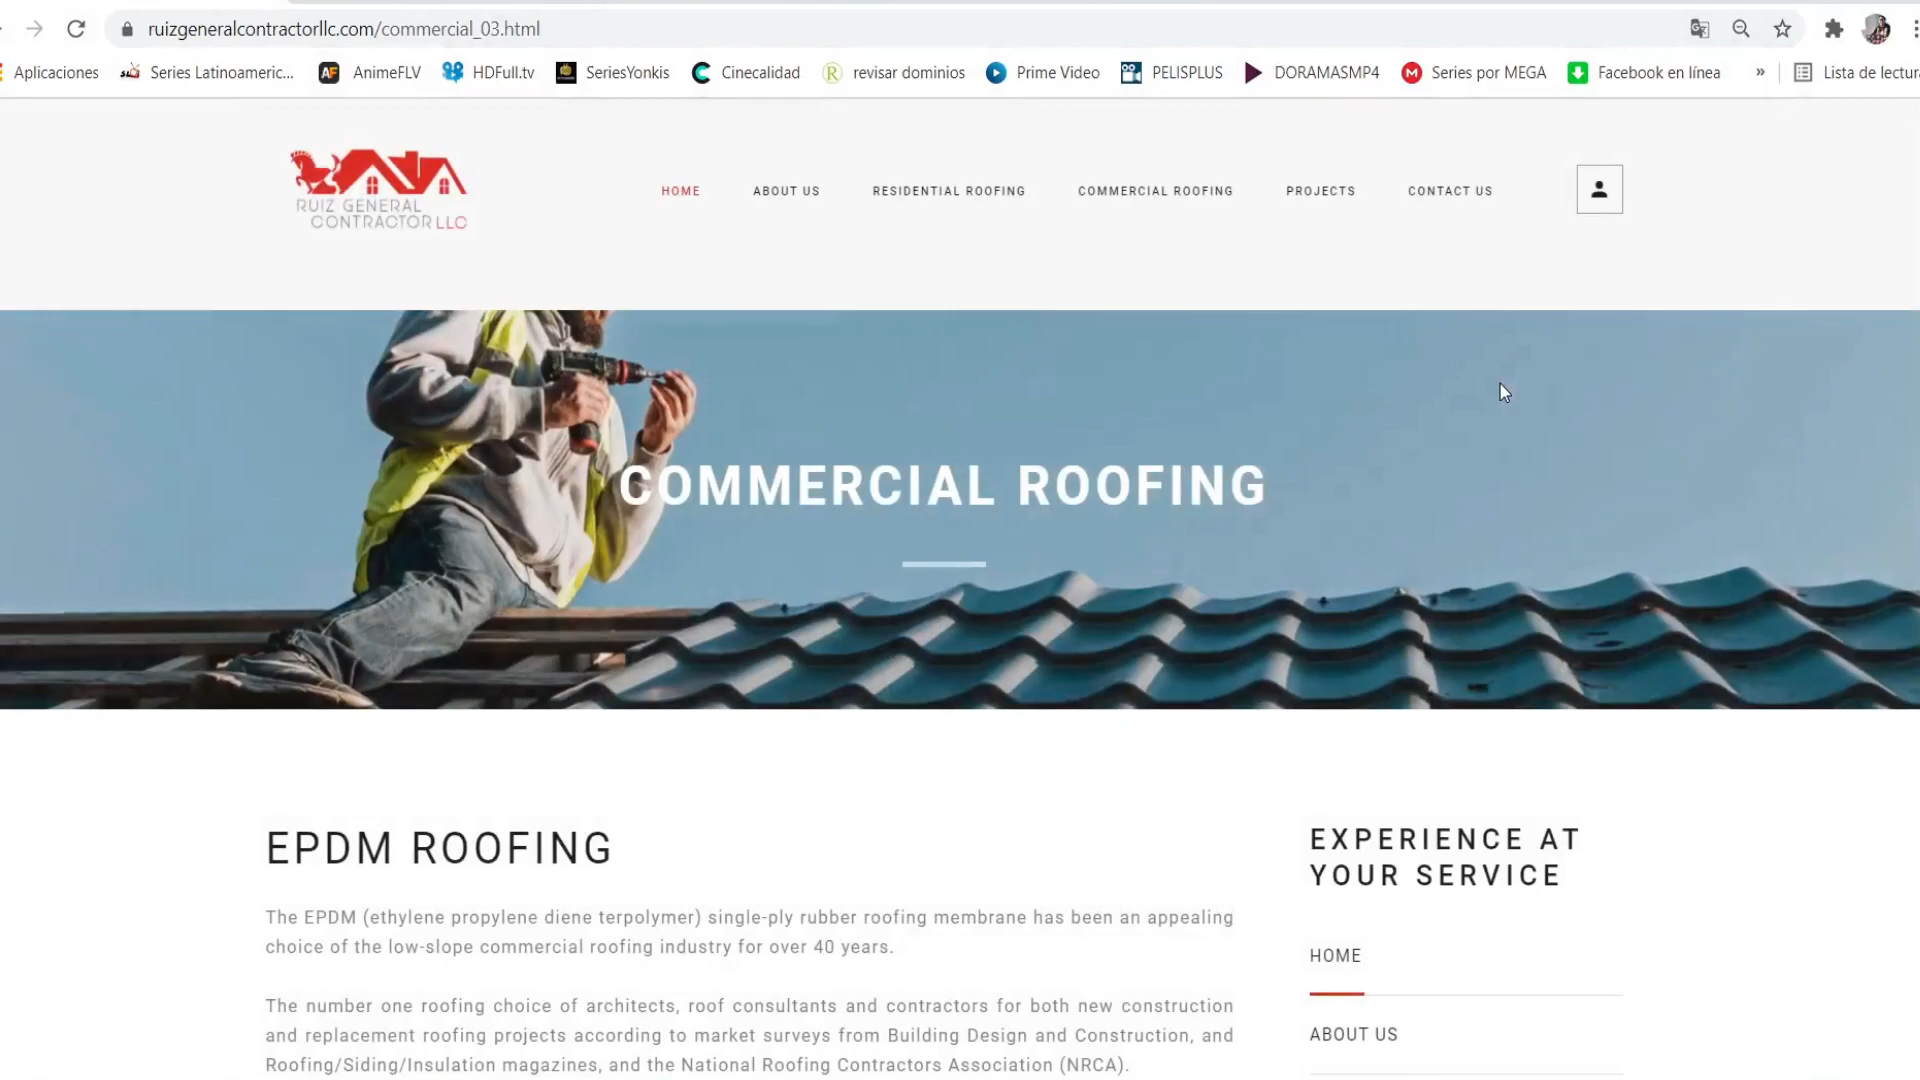 ruizgeneralcontractorllc.com/commercial_03.html
Aplicaciones Series Latinoameric... AnimeFLV HDFull.tv SeriesYonkis Cinecalidad revisar dominios Prime Video PELISPLUS DORAMASMP4 Series por MEGA Facebook en línea » Lista de lectura
RUIZ GENERAL
CONTRACTOR LLC
HOME ABOUT US RESIDENTIAL ROOFING COMMERCIAL ROOFING PROJECTS CONTACT US
COMMERCIAL ROOFING
EPDM ROOFING
The EPDM (ethylene propylene diene terpolymer) single-ply rubber roofing membrane has been an appealing
choice of the low-slope commercial roofing industry for over 40 years.
The number one roofing choice of architects, roof consultants and contractors for both new construction
and replacement roofing projects according to market surveys from Building Design and Construction, and
Roofing/Siding/Insulation magazines, and the National Roofing Contractors Association (NRCA).
EXPERIENCE AT
YOUR SERVICE
HOME
ABOUT US